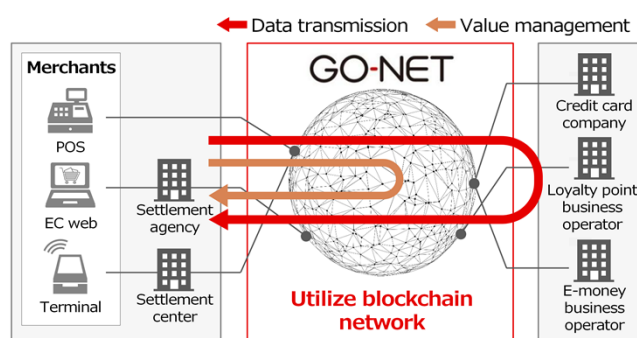 Data transmission
Value management
Merchants
POS
EC web
Terminal
Settlement
agency
Settlement
center
GO-NET
Utilize blockchain
network
Credit card
company
Loyalty point
business
operator
E-money
business
operator